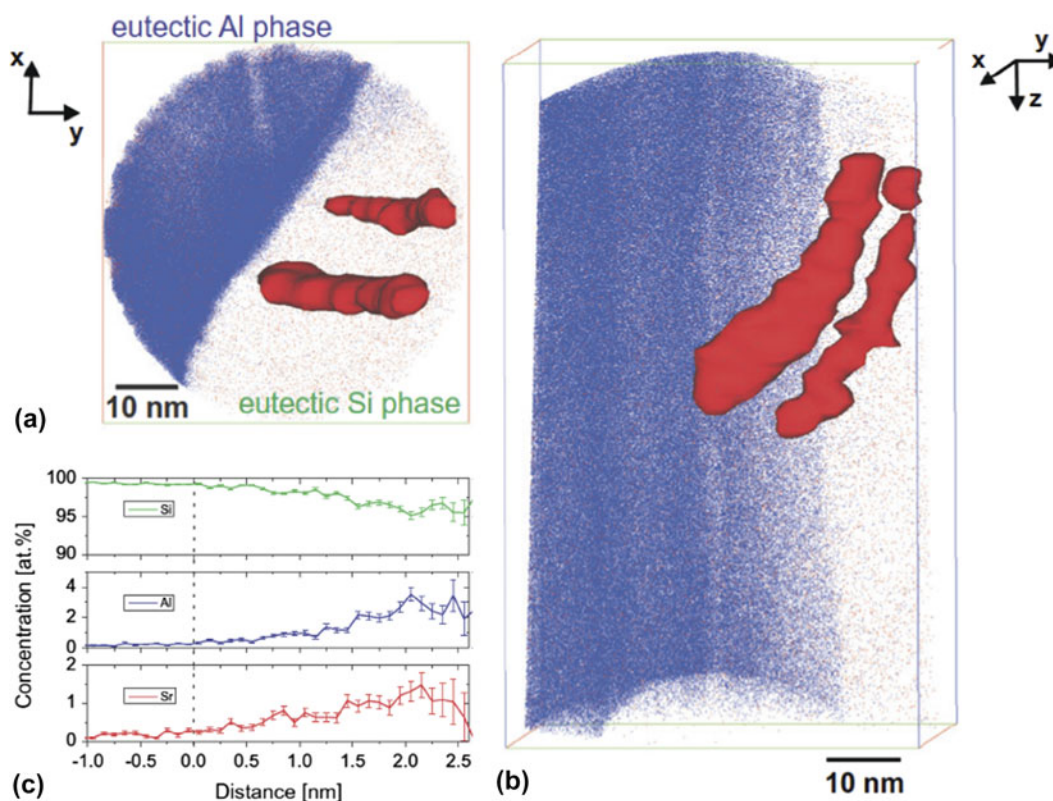 eutectic Al phase
x
y
10 nm
eutectic Si phase
(a)
x
y
z
10 nm
(b)
100
95
90
Si
4
2
0
Al
2
1
0
Sr
Concentration [at.%]
-1.0 -0.5 0.0 0.5 1.0 1.5 2.0 2.5
Distance [nm]
(c)